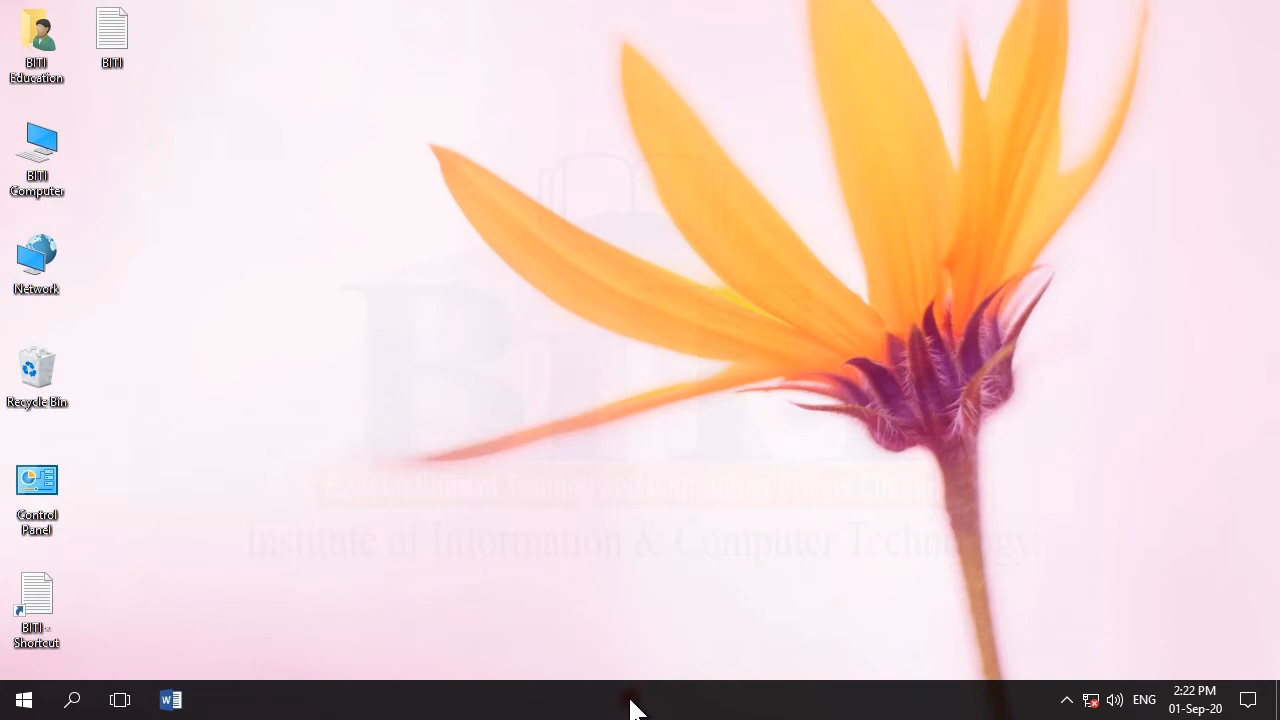 BITI
Education
BITI
BITI
Computer
Network
Recycle Bin
Control
Panel
BITI -
Shortcut
Institute of Information & Computer Technology
ENG
2:22 PM
01-Sep-20